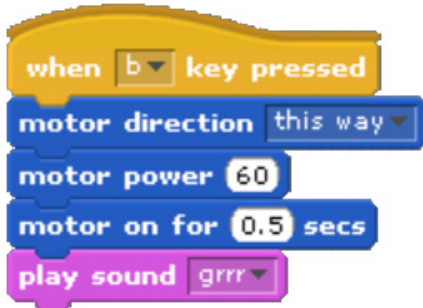 when b key pressed
motor direction this way
motor power 60
motor on for 0.5 secs
play sound grrr